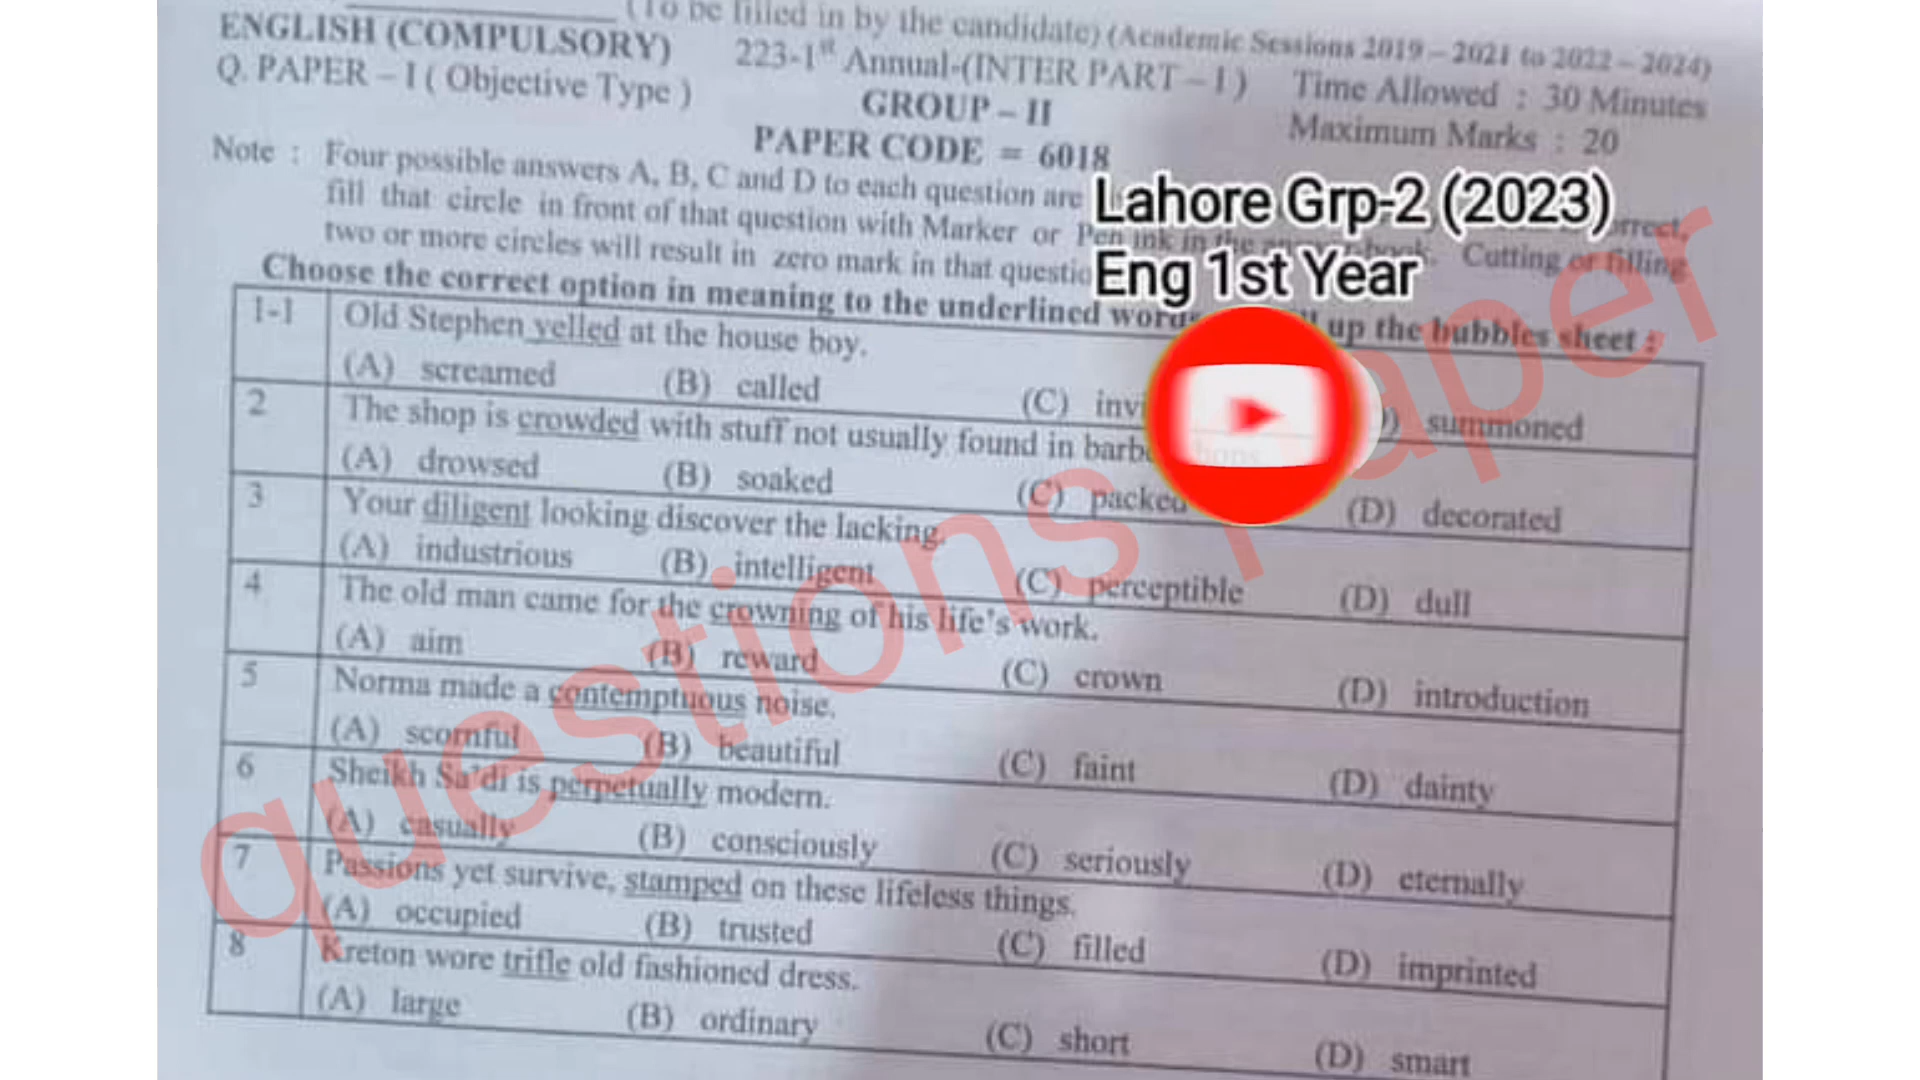 (To be filled in by the candidate) (Academic Sessions 2019 – 2021 to 2022 – 2024)
ENGLISH (COMPULSORY) 223-1st Annual-(INTER PART – I) Time Allowed : 30 Minutes
Q. PAPER – I ( Objective Type ) GROUP – II Maximum Marks : 20
PAPER CODE = 6018
Note : Four possible answers A, B, C and D to each question are
fill that circle in front of that question with Marker or Pen ink in the Cutting or filling
two or more circles will result in zero mark in that
Lahore Grp-2 (2023)
Eng 1st Year
Choose the correct option in meaning to the underlined up the bubbles sheet :
1-1 Old Stephen yelled at the house boy.
(A) screamed (B) called (C) (D) summoned
2 The shop is crowded with stuff not usually found in
(A) drowsed (B) soaked (C) packed (D) decorated
3 Your diligent looking discover the lacking.
(A) industrious (B) intelligent (C) perceptible (D) dull
4 The old man came for the crowning of his life's work.
(A) aim (B) reward (C) crown (D) introduction
5 Norma made a contemptuous noise.
(A) scornful (B) beautiful (C) faint (D) dainty
6 Sheikh Sa'di is perpetually modern.
(A) casually (B) consciously (C) seriously (D) eternally
7 Passions yet survive, stamped on these lifeless things.
(A) occupied (B) trusted (C) filled (D) imprinted
8 Kreton wore trifle old fashioned dress.
(A) large (B) ordinary (C) short (D) smart
questions paper